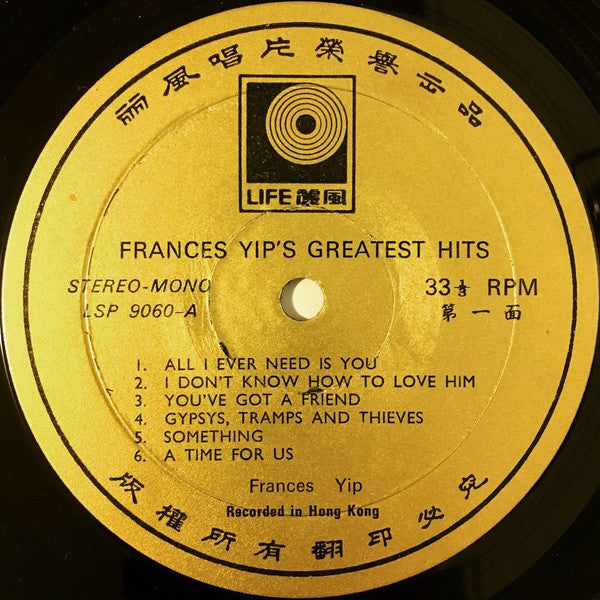 丽風唱片榮譽出品
LIFE 麗風
FRANCES YIP'S GREATEST HITS
STEREO-MONO
LSP 9060-A
33⅓ RPM
第一面
1. ALL I EVER NEED IS YOU
2. I DON'T KNOW HOW TO LOVE HIM
3. YOU'VE GOT A FRIEND
4. GYPSYS, TRAMPS AND THIEVES
5. SOMETHING
6. A TIME FOR US
Frances Yip
Recorded in Hong Kong
版權所有翻印必究